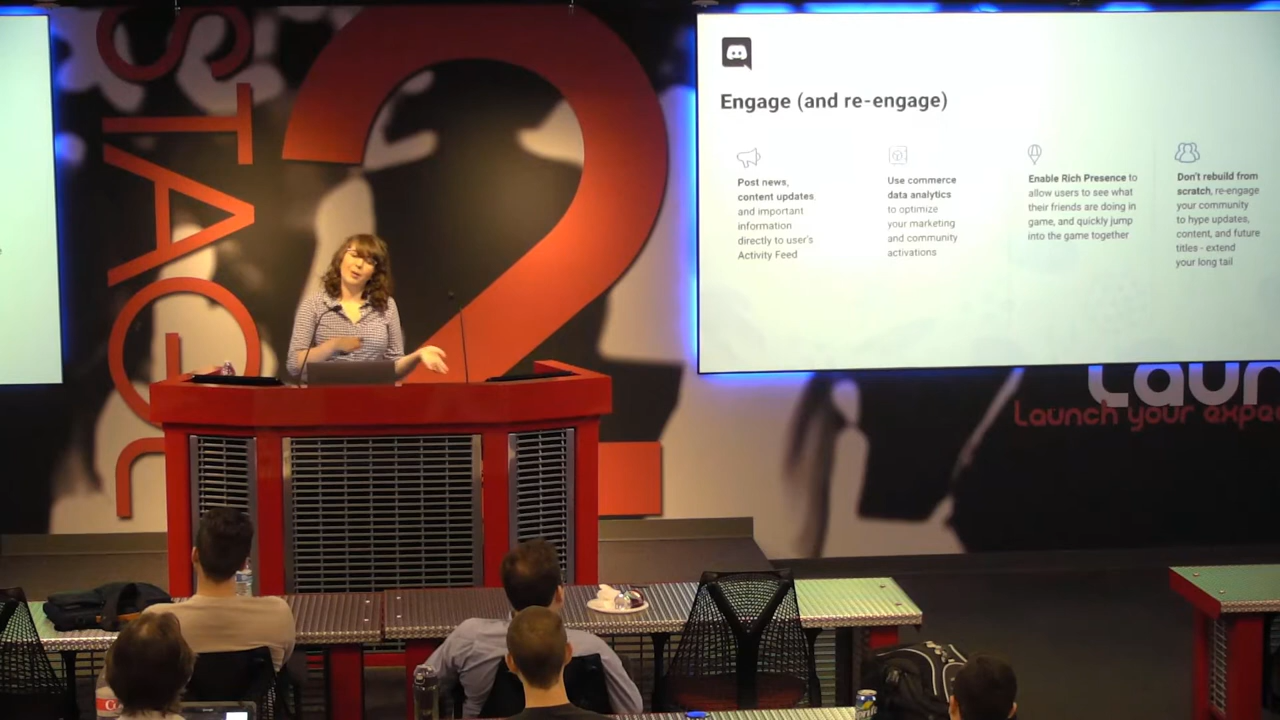 STAGE
2
Engage (and re-engage)
Post news,
content updates
and important
information
directly to user's
Activity Feed
Use commerce
data analytics
to optimize
your marketing
and community
activations
Enable Rich Presence to
allow users to see what
their friends are doing in
game, and quickly jump
into the game together
Don't rebuild from
scratch, re-engage
your community
to hype updates,
content, and future
titles - extend
your long tail
Laun
Launch your expe